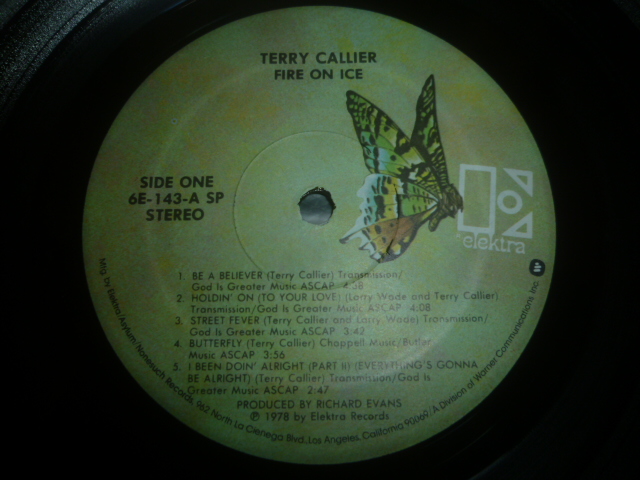 TERRY CALLIER
FIRE ON ICE
SIDE ONE
6E-143-A SP
STEREO
elektra
1. BE A BELIEVER (Terry Callier) Transmission/
God Is Greater Music ASCAP 4:58
2. HOLDIN' ON (TO YOUR LOVE) (Larry Wade and Terry Callier)
Transmission/God Is Greater Music ASCAP 4:08
3. STREET FEVER (Terry Callier and Larry Wade) Transmission/
God Is Greater Music ASCAP 3:42
4. BUTTERFLY (Terry Callier) Chappell Music/Butter
Music ASCAP 3:56
5. I BEEN DOIN' ALRIGHT (PART II) (EVERYTHING'S GONNA
BE ALRIGHT) (Terry Callier) Transmission/God Is
Greater Music ASCAP 2:47
PRODUCED BY RICHARD EVANS
℗ 1978 by Elektra Records
Mfg. by Elektra/Asylum/Nonesuch Records, 962 North La Cienega Blvd., Los Angeles, California 90069. A Division of Warner Communications Inc.